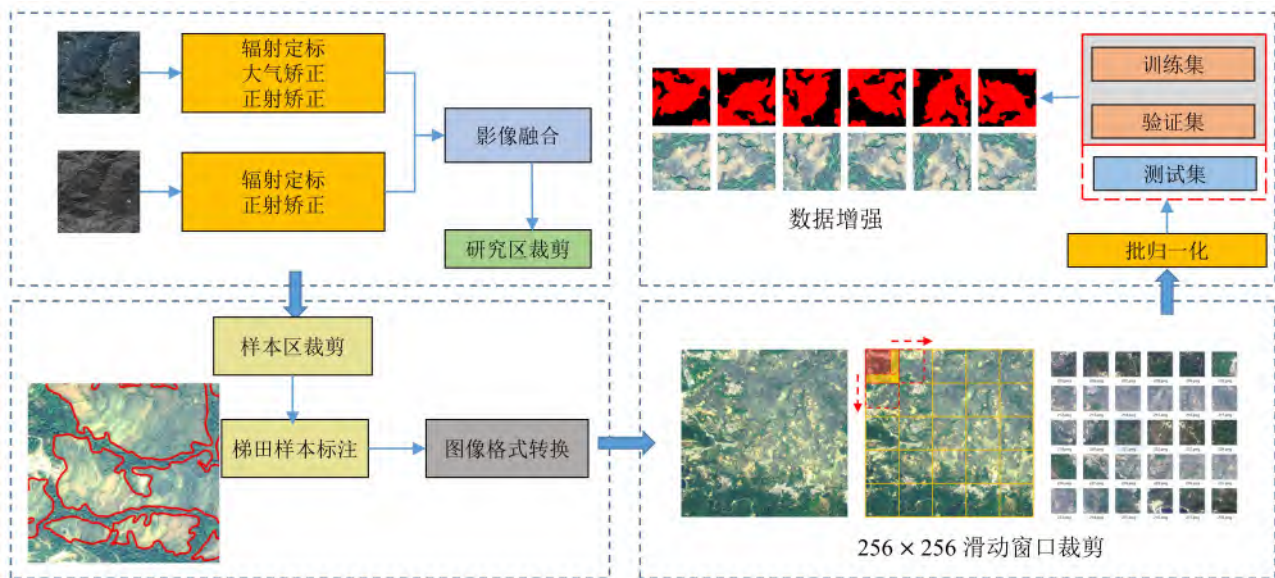 辐射定标
大气矫正
正射矫正
辐射定标
正射矫正
影像融合
研究区裁剪
样本区裁剪
梯田样本标注
图像格式转换
256 × 256 滑动窗口裁剪
批归一化
训练集
验证集
测试集
数据增强